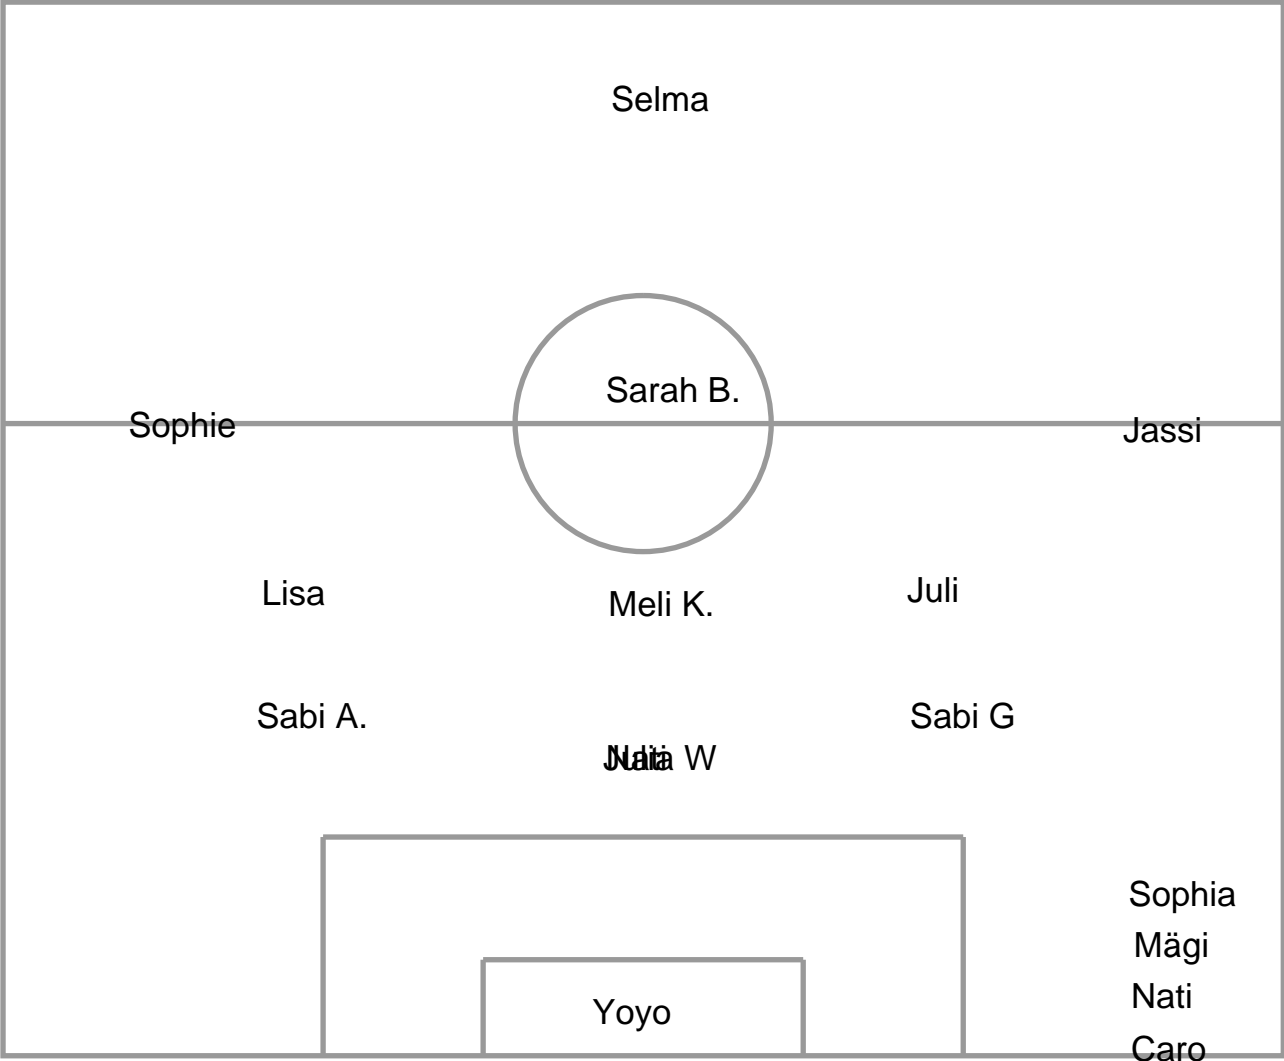 Selma
Sarah B.
Sophie
Jassi
Lisa
Meli K.
Juli
Sabi A.
Sabi G
W
Sophia
Mägi
Nati
Yoyo
Caro